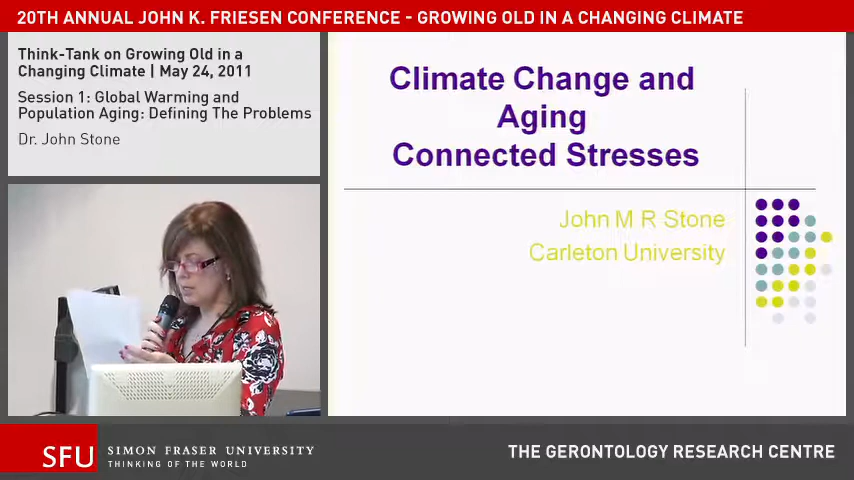 20TH ANNUAL JOHN K. FRIESEN CONFERENCE - GROWING OLD IN A CHANGING CLIMATE
Think-Tank on Growing Old in a
Changing Climate | May 24, 2011
Session 1: Global Warming and
Population Aging: Defining The Problems
Dr. John Stone
Climate Change and
Aging
Connected Stresses
John M R Stone
Carleton University
SFU
SIMON FRASER UNIVERSITY
THINKING OF THE WORLD
THE GERONTOLOGY RESEARCH CENTRE